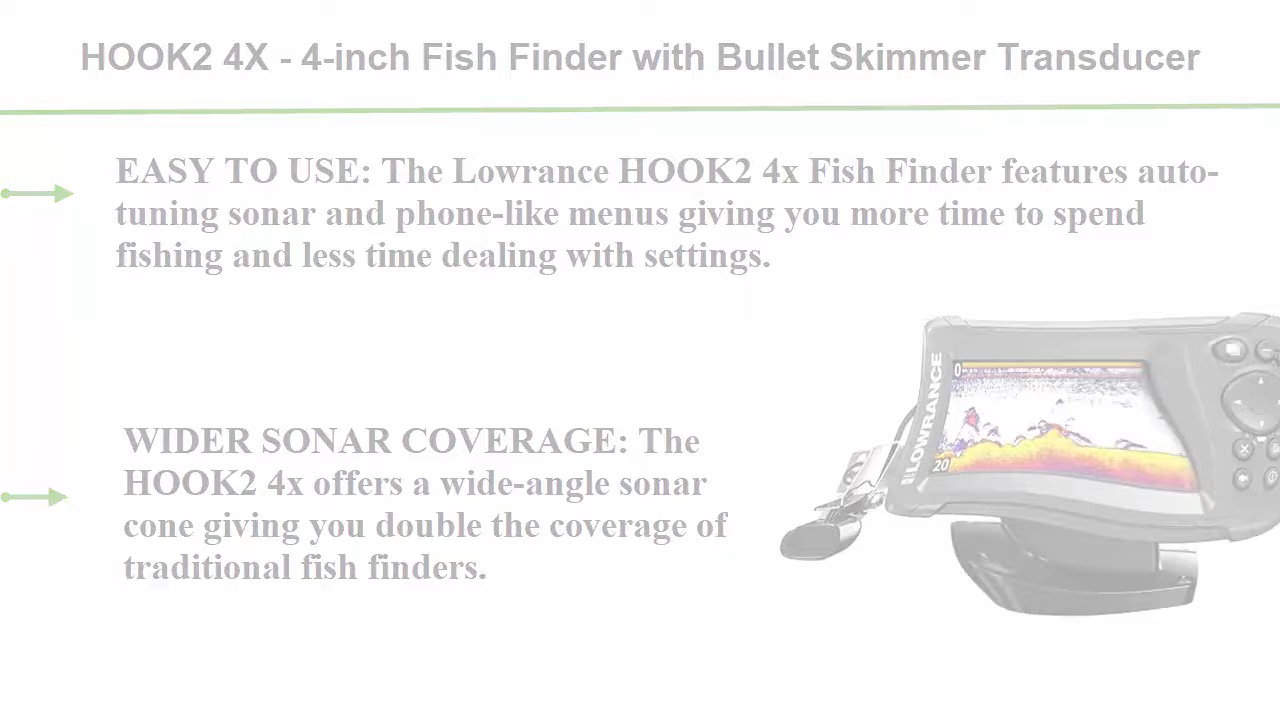 HOOK2 4X - 4-inch Fish Finder with Bullet Skimmer Transducer
EASY TO USE: The Lowrance HOOK2 4x Fish Finder features auto-
tuning sonar and phone-like menus giving you more time to spend
fishing and less time dealing with settings.
WIDER SONAR COVERAGE: The
HOOK2 4x offers a wide-angle sonar
cone giving you double the coverage of
traditional fish finders.
0
LOWRANCE
20